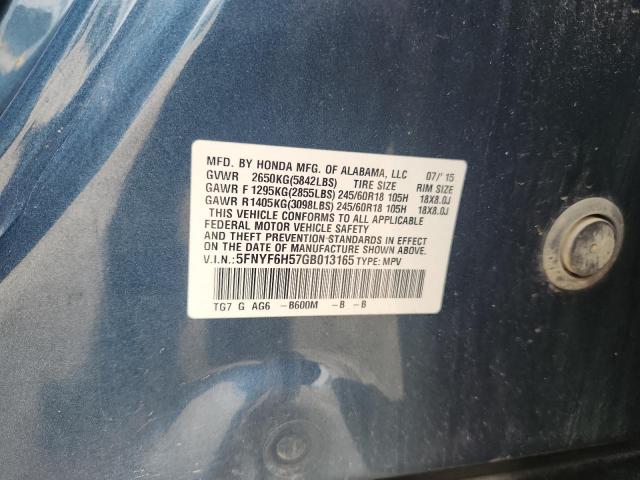 MFD. BY HONDA MFG. OF ALABAMA, LLC 07/'15
GVWR 2650KG(5842LBS) TIRE SIZE RIM SIZE
GAWR F 1295KG(2855LBS) 245/60R18 105H 18X8.0J
GAWR R1405KG(3098LBS) 245/60R18 105H 18X8.0J
THIS VEHICLE CONFORMS TO ALL APPLICABLE
FEDERAL MOTOR VEHICLE SAFETY, BUMPER,
AND THEFT PREVENTION STANDARDS IN EFFECT
ON THE DATE OF MANUFACTURE SHOWN ABOVE.
V.I.N.:5FNYF6H57GB013165 TYPE: MPV
TG7 G AG6 -B600M -B -B